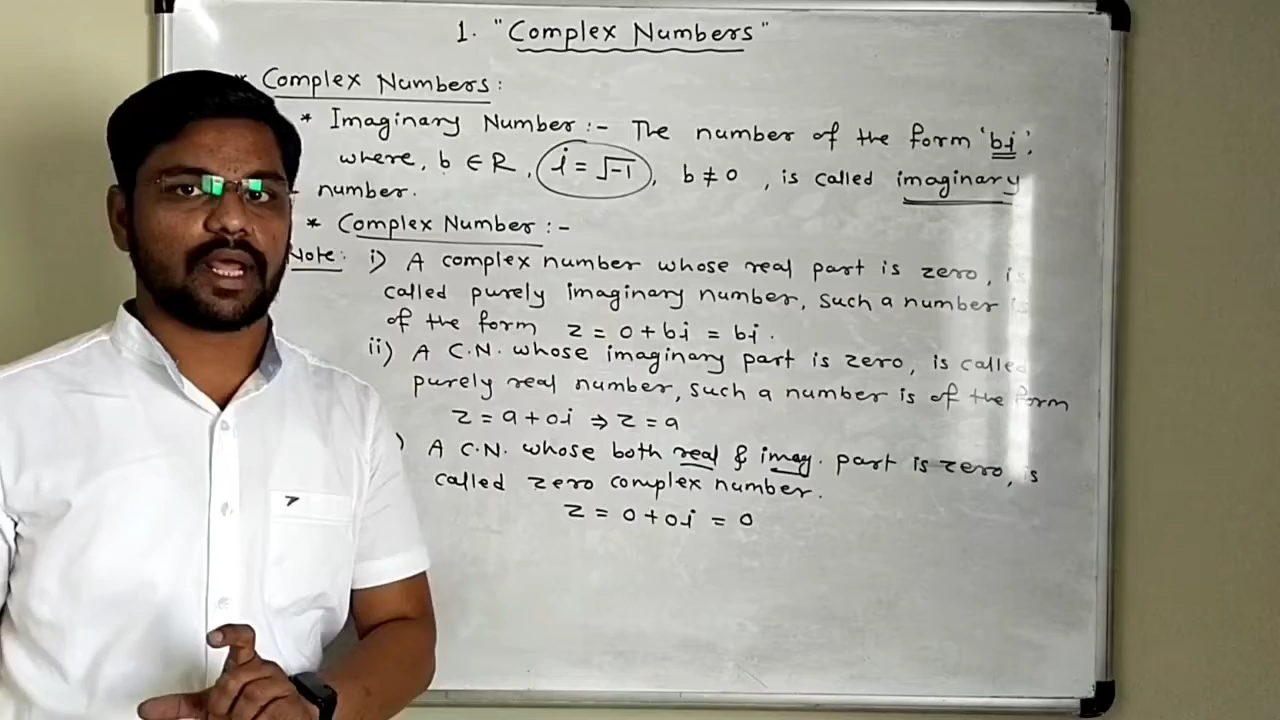 1. "Complex Numbers"
* Complex Numbers:
* Imaginary Number:- The number of the form 'bi',
where, b ∈ R, i = √-1, b ≠ 0, is called imaginary
number.
* Complex Number:-
Note: i) A complex number whose real part is zero, is
called purely imaginary number, such a number is
of the form z = 0 + bi = bi.
ii) A C.N. whose imaginary part is zero, is called
purely real number, such a number is of the form
z = a + 0i ⇒ z = a
) A C.N. whose both real & imag. part is zero, is
called zero complex number.
z = 0 + 0i = 0